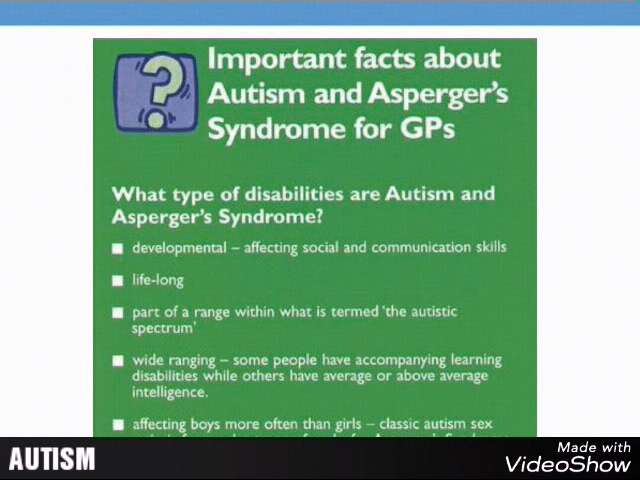 ?
Important facts about
Autism and Asperger's
Syndrome for GPs
What type of disabilities are Autism and
Asperger's Syndrome?
developmental – affecting social and communication skills
life-long
part of a range within what is termed 'the autistic
spectrum'
wide ranging – some people have accompanying learning
disabilities while others have average or above average
intelligence.
affecting boys more often than girls – classic autism sex
AUTISM
Made with
VideoShow